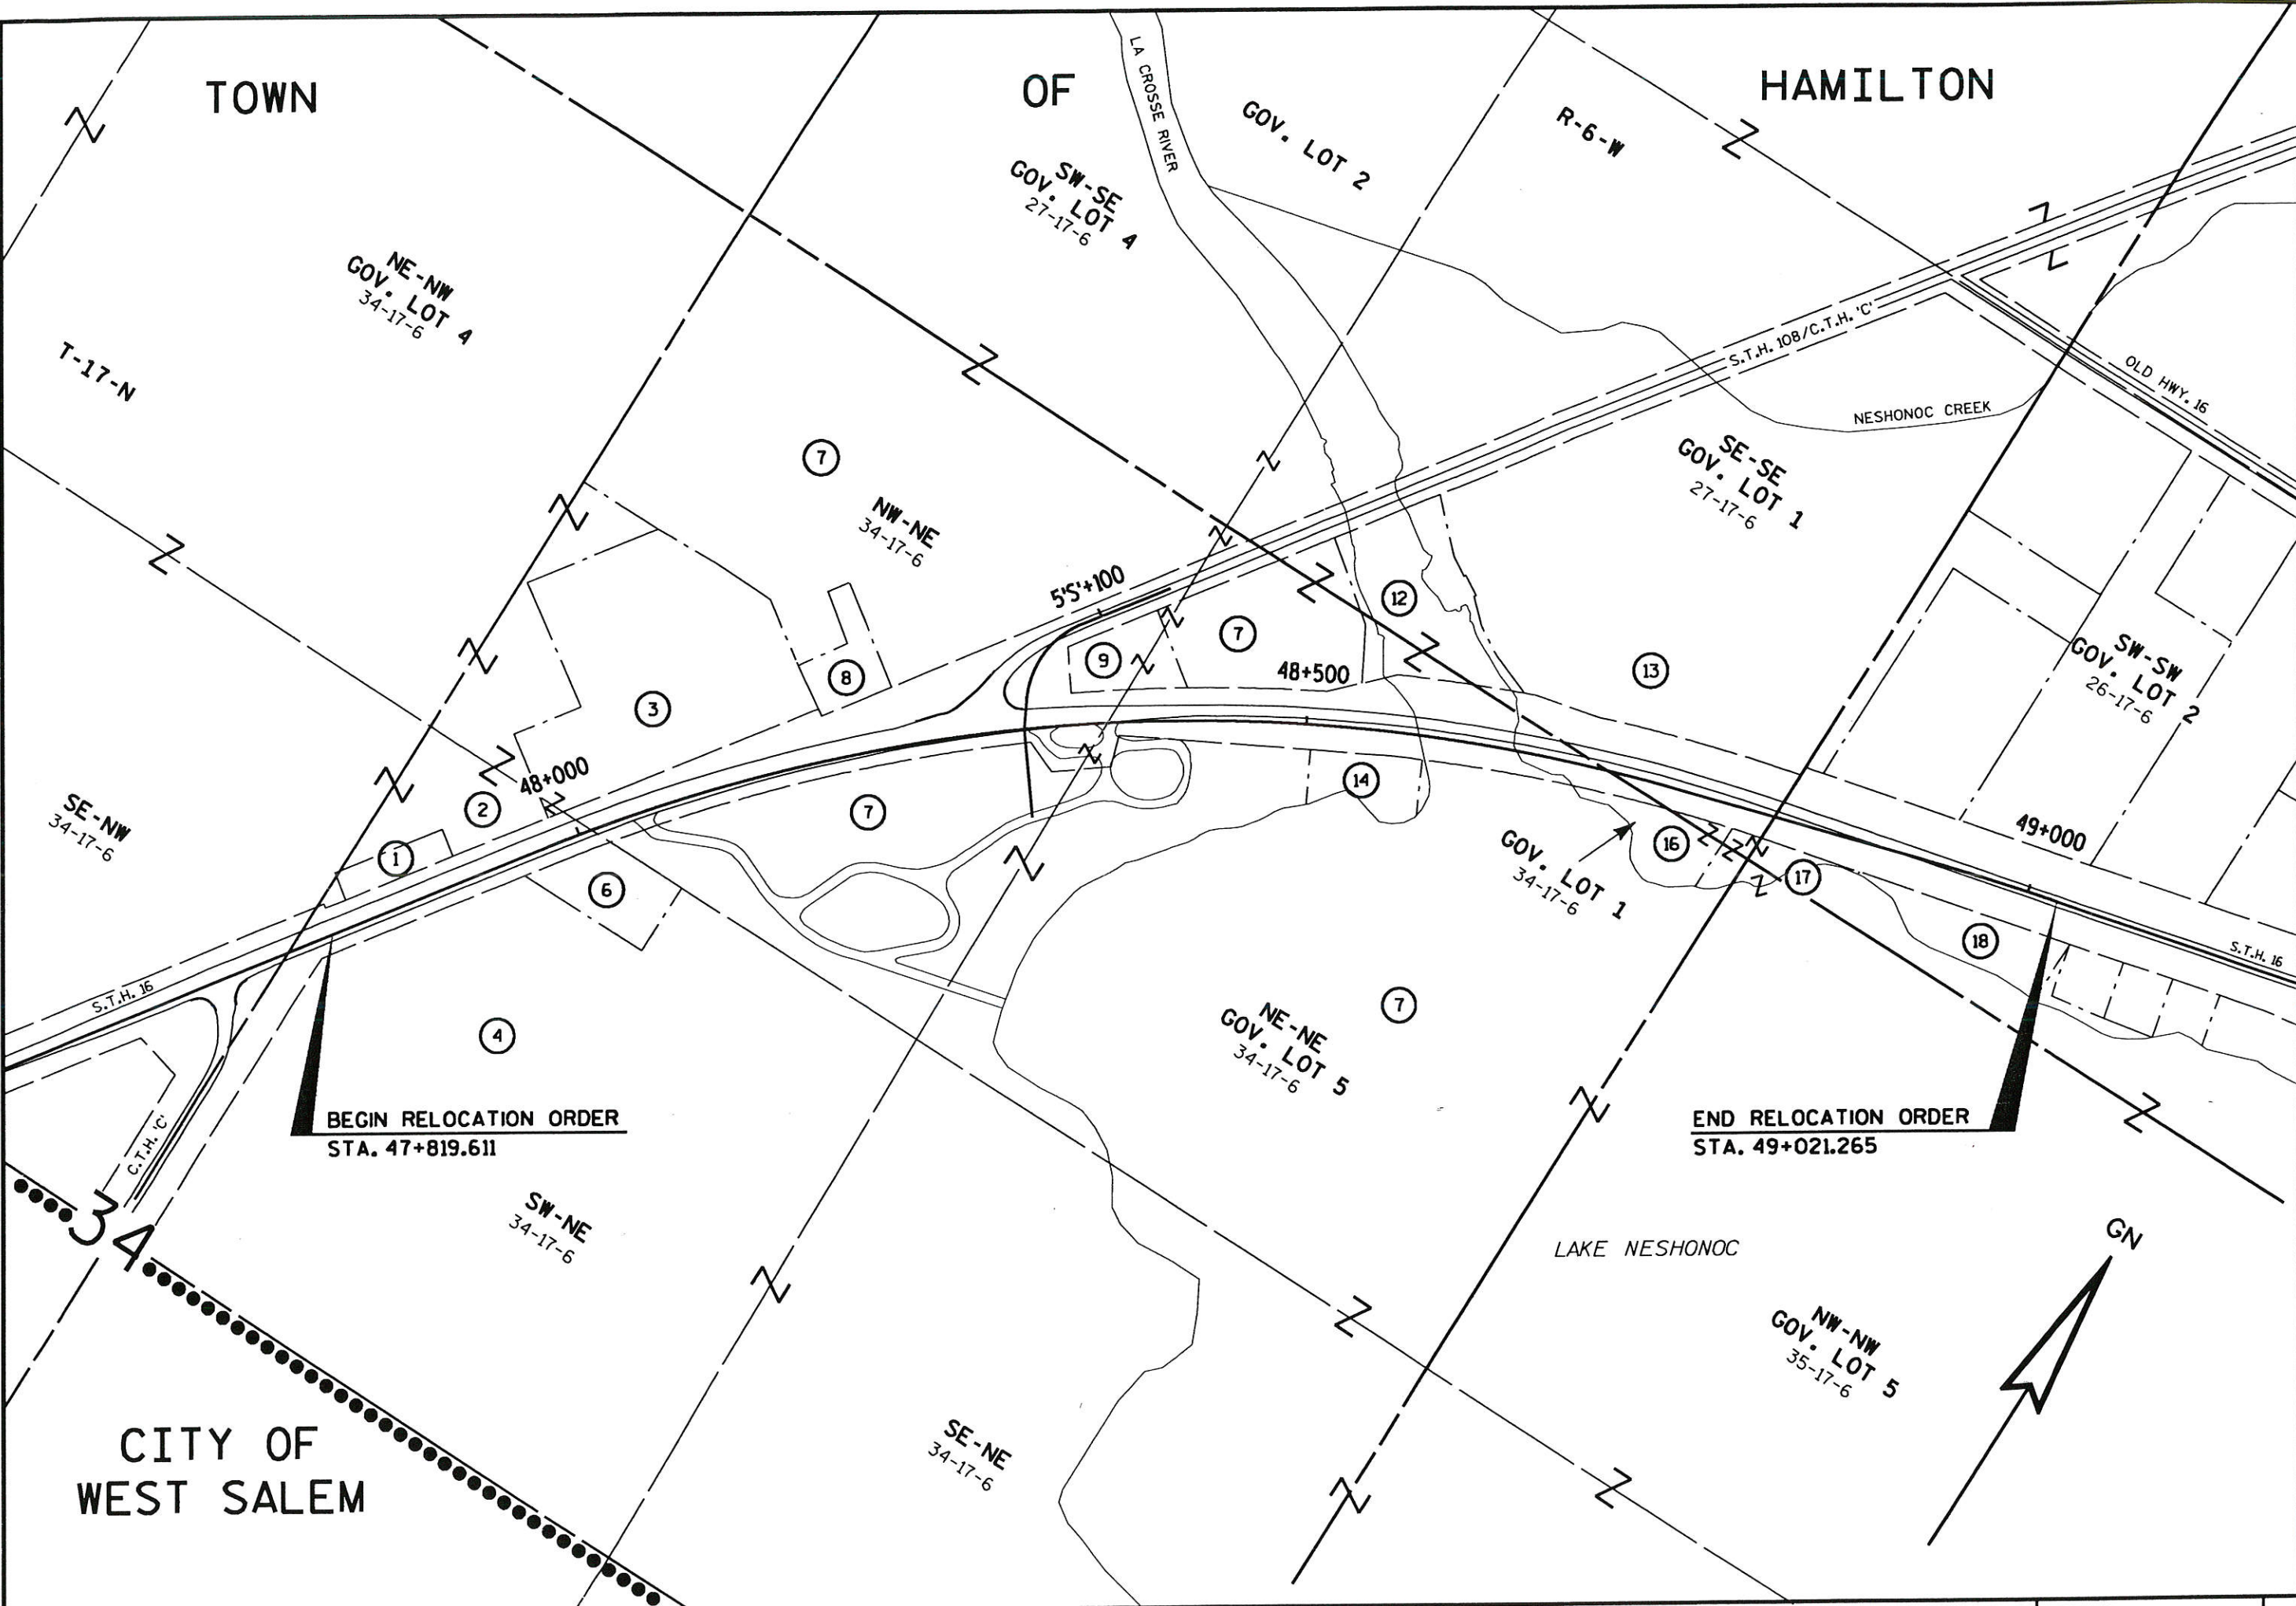 TOWN OF HAMILTON
LA CROSSE RIVER
GOV. LOT 2
R-6-W
SW-SE
GOV. LOT 4
27-17-6
NE-NW
GOV. LOT 4
34-17-6
T-17-N
S.T.H. 108/C.T.H. 'C'
OLD HWY. 16
NESHONOC CREEK
7
NW-NE
34-17-6
SE-SE
GOV. LOT 1
27-17-6
5'S'+100
12
9
7
48+500
13
SW-SW
GOV. LOT 2
26-17-6
8
3
48+000
2
1
SE-NW
34-17-6
7
14
6
GOV. LOT 1
34-17-6
16
17
49+000
18
S.T.H. 16
S.T.H. 16
4
7
NE-NE
GOV. LOT 5
34-17-6
BEGIN RELOCATION ORDER
STA. 47+819.611
END RELOCATION ORDER
STA. 49+021.265
C.T.H. 'C'
34
SW-NE
34-17-6
LAKE NESHONOC
GN
NW-NW
GOV. LOT 5
35-17-6
CITY OF
WEST SALEM
SE-NE
34-17-6